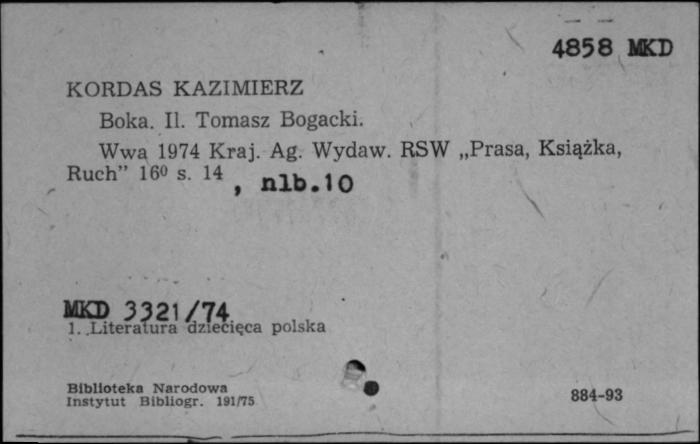 4858 MKD
KORDAS KAZIMIERZ
Boka. Il. Tomasz Bogacki.
Wwa 1974 Kraj. Ag. Wydaw. RSW „Prasa, Książka,
Ruch” 16⁰ s. 14 , nlb.10
MKD 3321/74
1. Literatura dziecięca polska
Biblioteka Narodowa
Instytut Bibliogr. 191/75
884-93